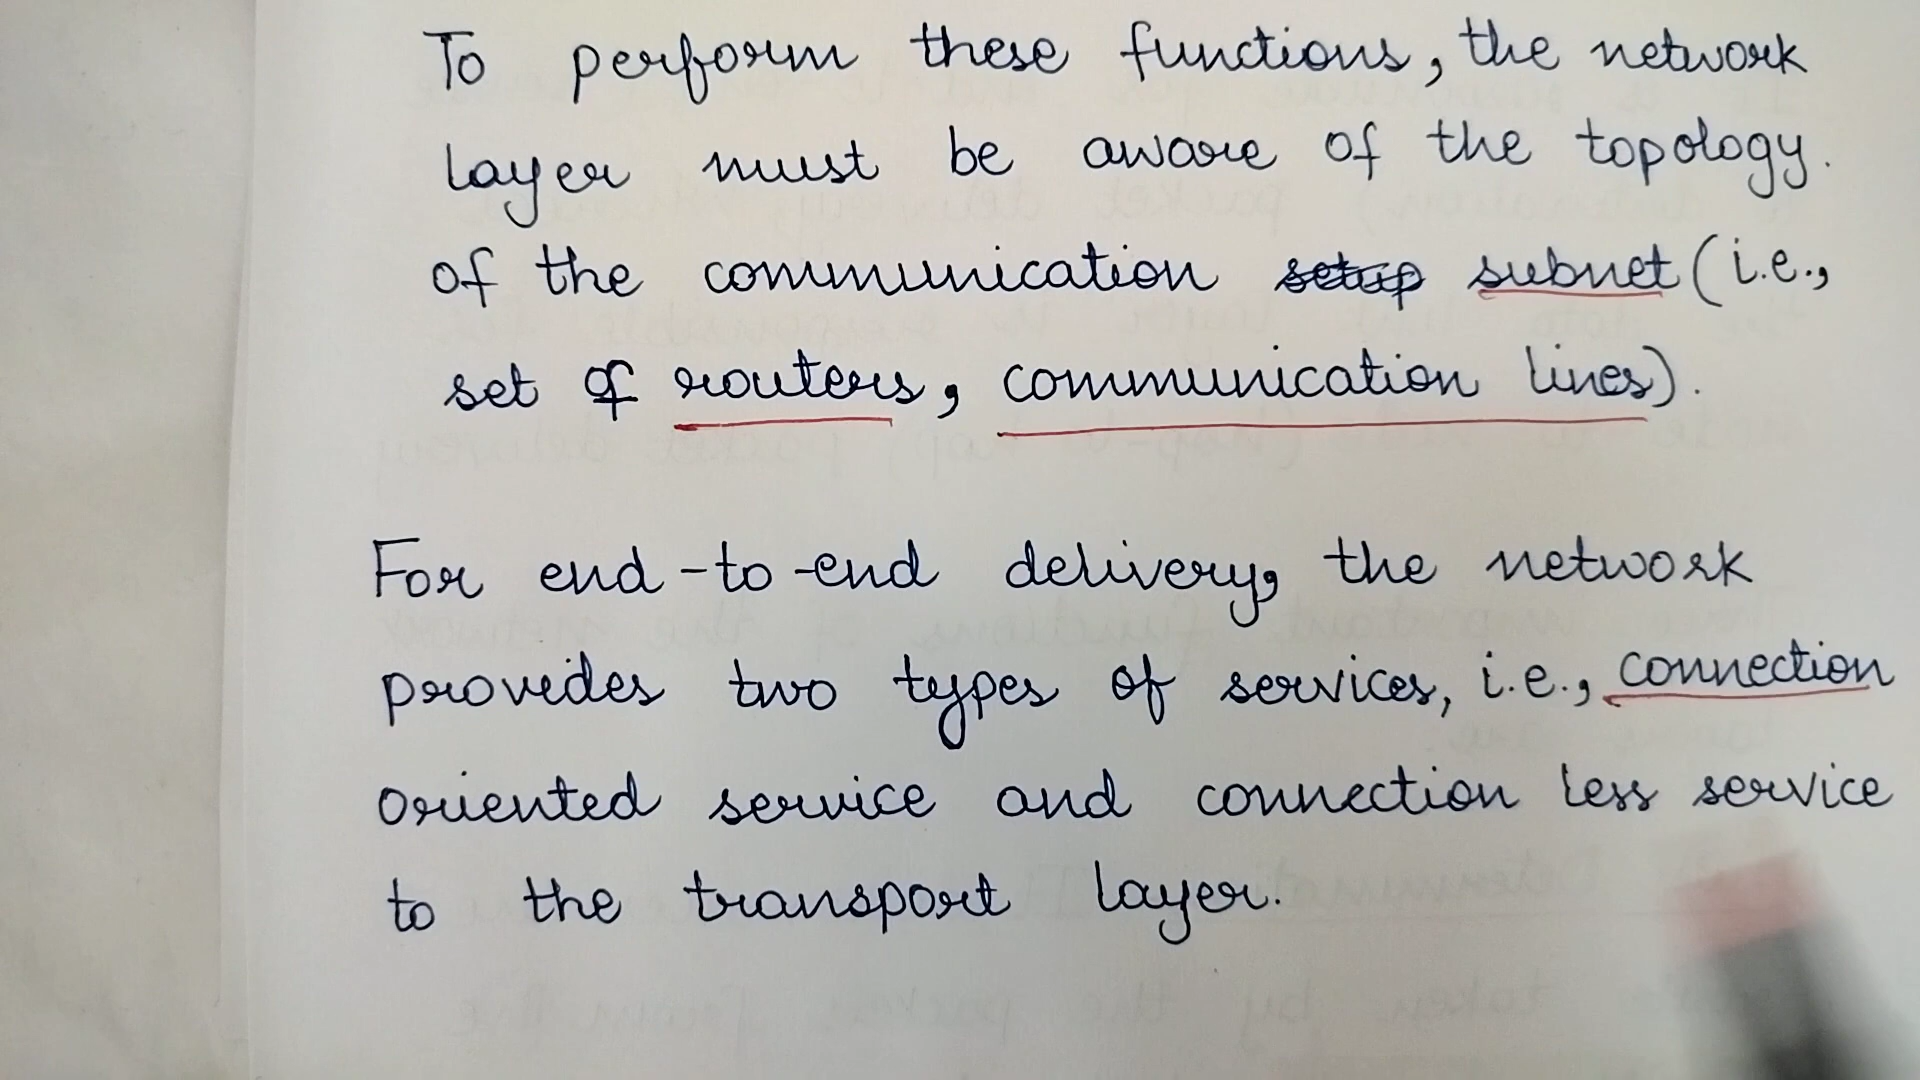 To perform these functions, the network
layer must be aware of the topology.
of the communication setup subnet (i.e.,
set of routers, communication lines).
For end-to-end delivery, the network
provides two types of services, i.e., connection
oriented service and connection less service
to the transport layer.